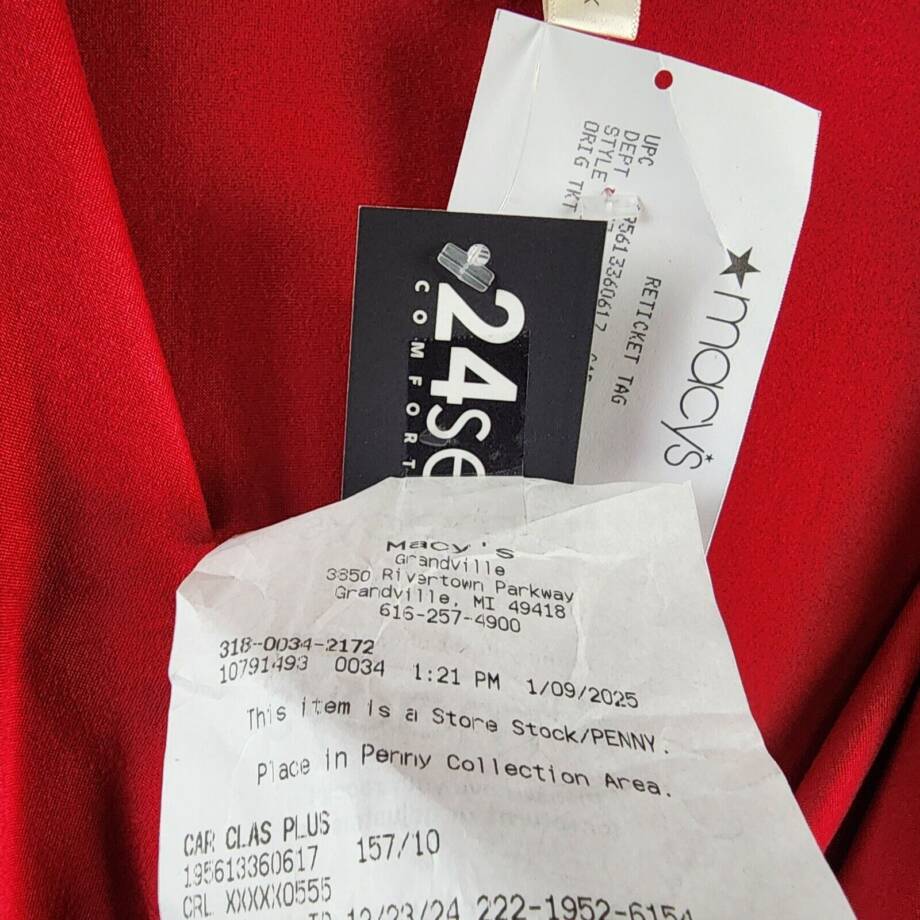 UPC 195613360617
DEPT
STYLE
ORIG TKT
RETICKET TAG
macy's
24se
COMFORT
Macy's
Grandville
3850 Rivertown Parkway
Grandville, MI 49418
616-257-4900
318-0034-2172
10791493 0034 1:21 PM 1/09/2025
This item is a Store Stock/PENNY.
Place in Penny Collection Area.
CAR CLAS PLUS
195613360617 157/10
CRL XXXXX0555
12/23/24 222-1952-6154